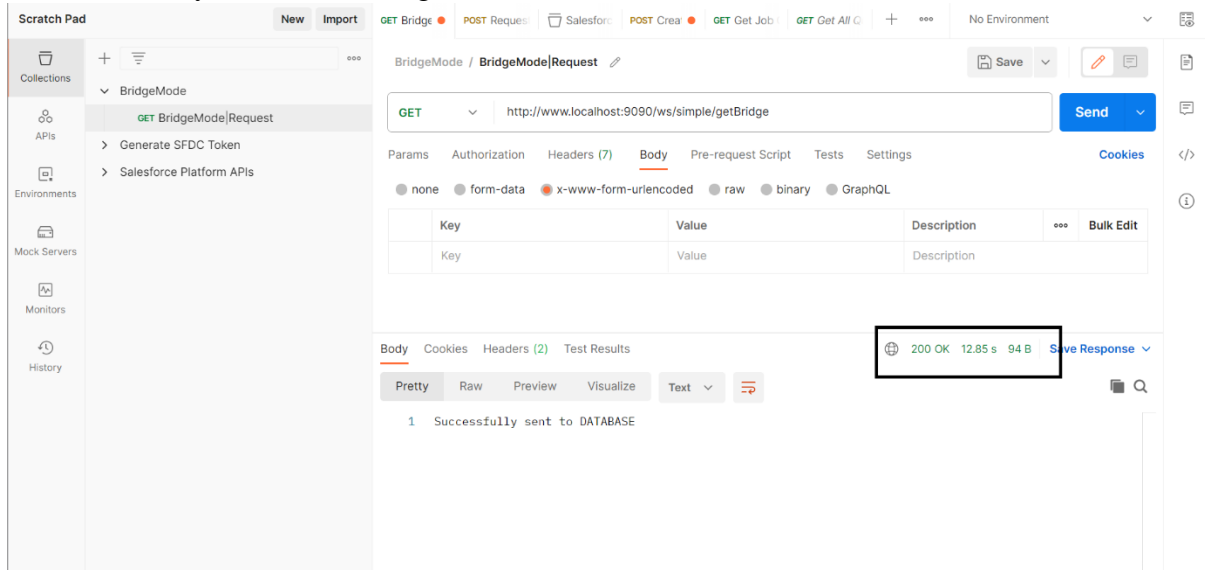 Scratch Pad New Import GET Bridge POST Reques Salesforc POST Creat GET Get Job GET Get All Q No Environment
Collections
BridgeMode / BridgeMode|Request Save
BridgeMode
GET BridgeMode|Request
GET http://www.localhost:9090/ws/simple/getBridge Send
APIs
Generate SFDC Token
Params Authorization Headers (7) Body Pre-request Script Tests Settings Cookies
Salesforce Platform APIs
Environments
none form-data x-www-form-urlencoded raw binary GraphQL
Key Value Description Bulk Edit
Mock Servers
Key Value Description
Monitors
History
Body Cookies Headers (2) Test Results 200 OK 12.85 s 94 B Save Response
Pretty Raw Preview Visualize Text
1 Successfully sent to DATABASE